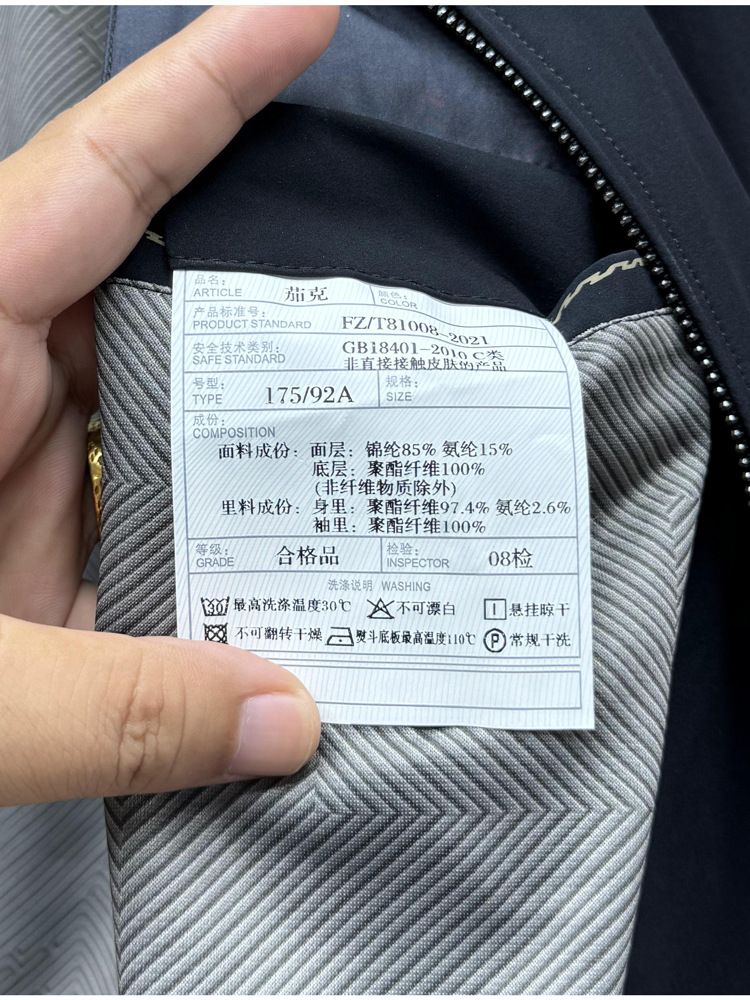 品名： 茄克 颜色：
ARTICLE COLOR
产品标准号： FZ/T81008-2021
PRODUCT STANDARD
安全技术类别： GB18401-2010 C类
SAFE STANDARD 非直接接触皮肤的产品
号型： 175/92A 规格：
TYPE SIZE
成份：
COMPOSITION
面料成份： 面层： 锦纶85% 氨纶15%
底层： 聚酯纤维100%
(非纤维物质除外)
里料成份： 身里： 聚酯纤维97.4% 氨纶2.6%
袖里： 聚酯纤维100%
等级： 合格品 检验： 08检
GRADE INSPECTOR
洗涤说明 WASHING
30 最高洗涤温度30℃ 不可漂白 悬挂晾干
不可翻转干燥 熨斗底板最高温度110℃ P 常规干洗